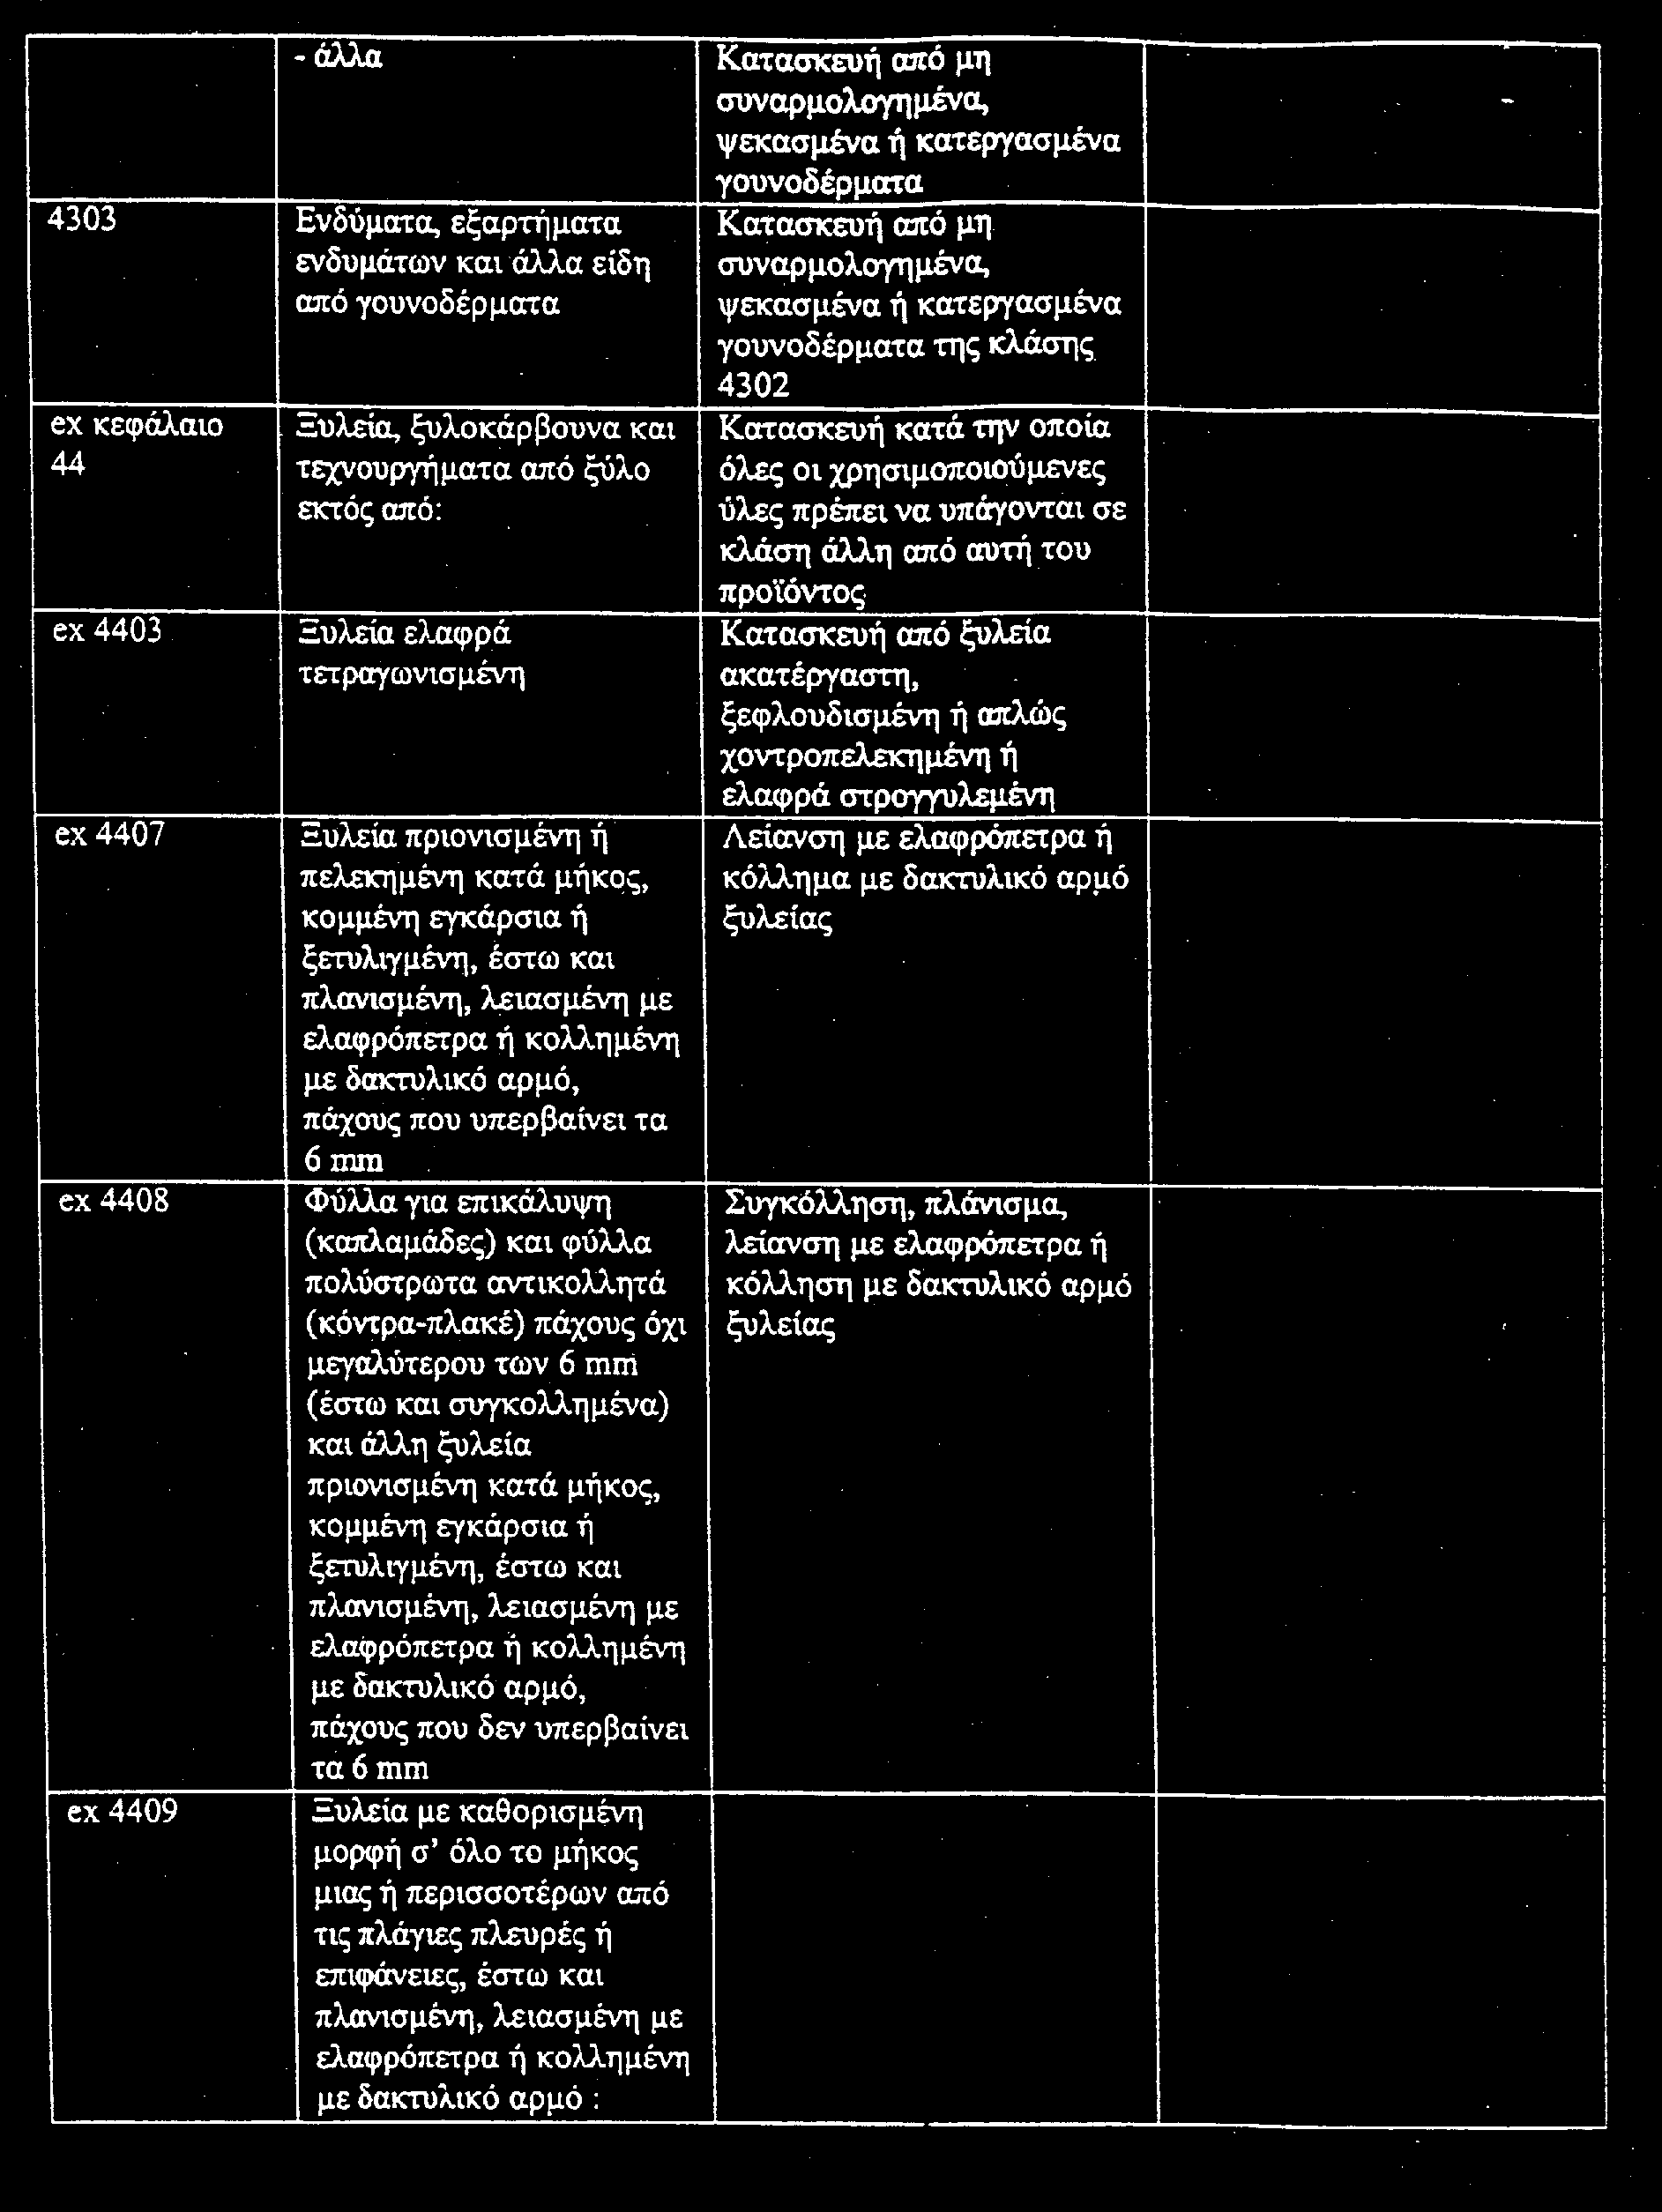 - άλλα
Κατασκευή από μη
συναρμολογημένα,
ψεκασμένα ή κατεργασμένα
γουνοδέρματα
4303
Ενδύματα, εξαρτήματα
ενδυμάτων και άλλα είδη
από γουνοδέρματα
Κατασκευή από μη
συναρμολογημένα,
ψεκασμένα ή κατεργασμένα
γουνοδέρματα της κλάσης
4302
ex κεφάλαιο
44
Ξυλεία, ξυλοκάρβουνα και
τεχνουργήματα από ξύλο
εκτός από:
Κατασκευή κατά την οποία
όλες οι χρησιμοποιούμενες
ύλες πρέπει να υπάγονται σε
κλάση άλλη από αυτή του
προϊόντος
ex 4403
Ξυλεία ελαφρά
τετραγωνισμένη
Κατασκευή από ξυλεία
ακατέργαστη,
ξεφλουδισμένη ή απλώς
χοντροπελεκημένη ή
ελαφρά στρογγυλεμένη
ex 4407
Ξυλεία πριονισμένη ή
πελεκημένη κατά μήκος,
κομμένη εγκάρσια ή
ξετυλιγμένη, έστω και
πλανισμένη, λειασμένη με
ελαφρόπετρα ή κολλημένη
με δακτυλικό αρμό,
πάχους που υπερβαίνει τα
6 mm
Λείανση με ελαφρόπετρα ή
κόλλημα με δακτυλικό αρμό
ξυλείας
ex 4408
Φύλλα για επικάλυψη
(καπλαμάδες) και φύλλα
πολύστρωτα αντικολλητά
(κόντρα-πλακέ) πάχους όχι
μεγαλύτερου των 6 mm
(έστω και συγκολλημένα)
και άλλη ξυλεία
πριονισμένη κατά μήκος,
κομμένη εγκάρσια ή
ξετυλιγμένη, έστω και
πλανισμένη, λειασμένη με
ελαφρόπετρα ή κολλημένη
με δακτυλικό αρμό,
πάχους που δεν υπερβαίνει
τα 6 mm
Συγκόλληση, πλάνισμα,
λείανση με ελαφρόπετρα ή
κόλληση με δακτυλικό αρμό
ξυλείας
ex 4409
Ξυλεία με καθορισμένη
μορφή σ' όλο το μήκος
μιας ή περισσοτέρων από
τις πλάγιες πλευρές ή
επιφάνειες, έστω και
πλανισμένη, λειασμένη με
ελαφρόπετρα ή κολλημένη
με δακτυλικό αρμό :